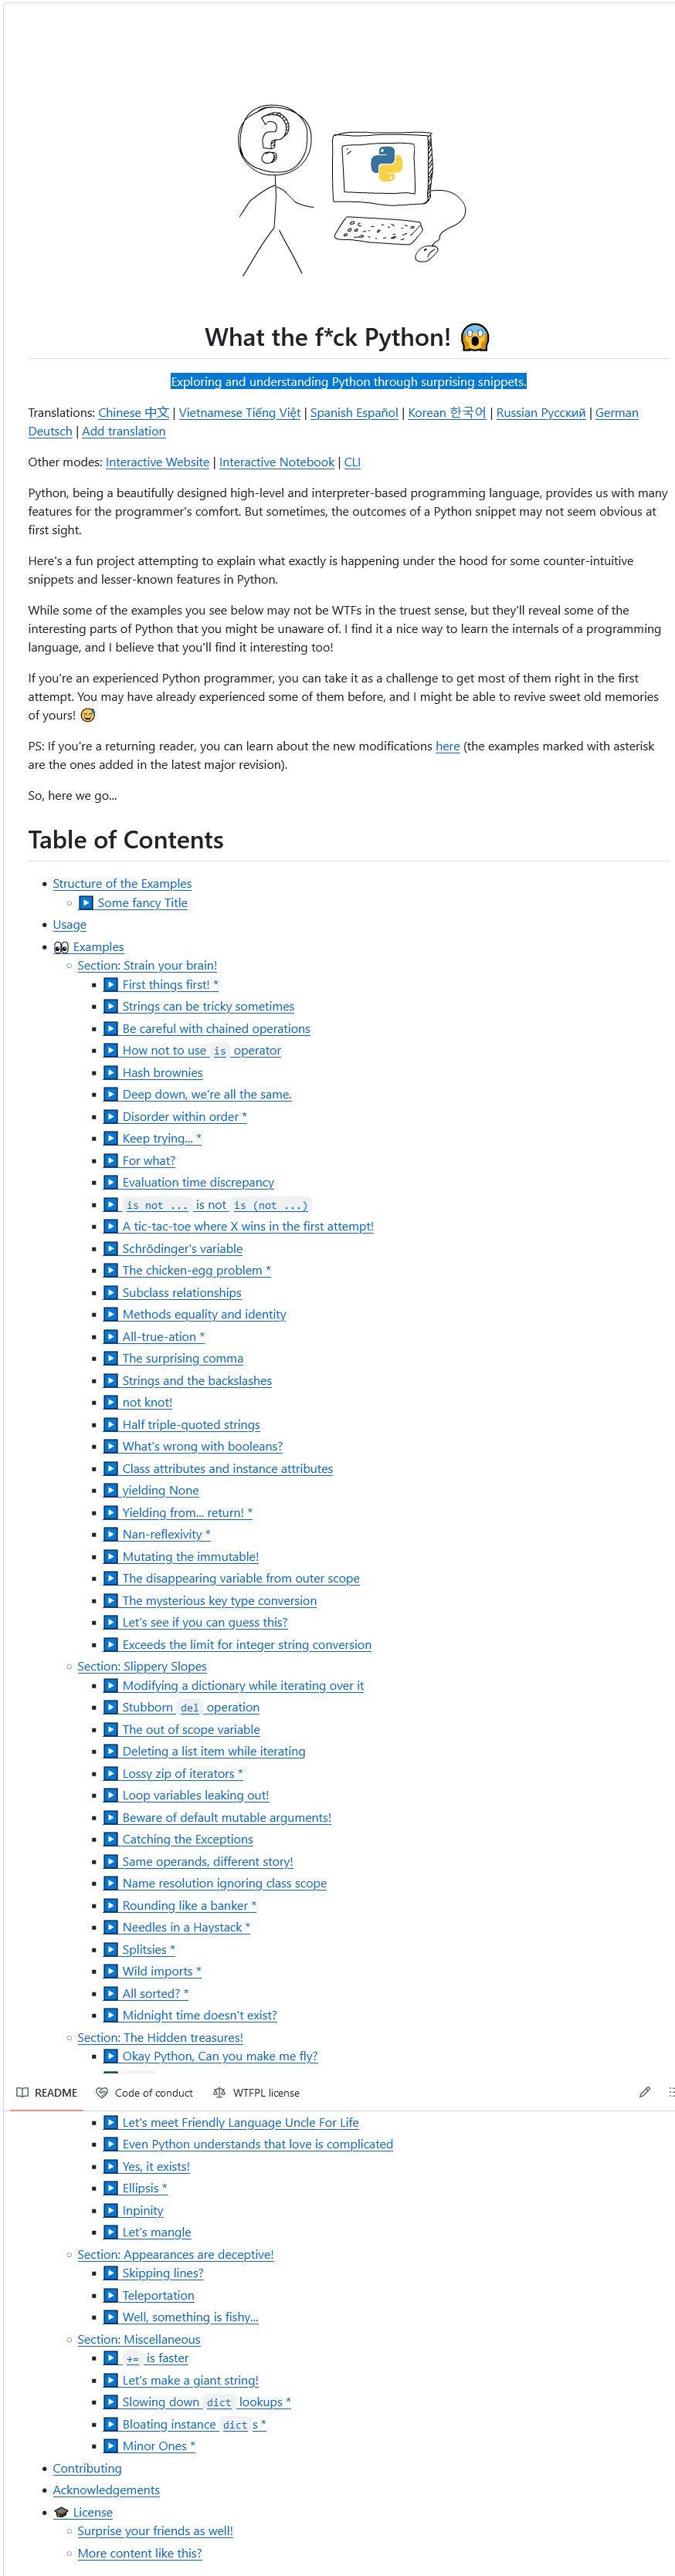 ?
What the f*ck Python! 😱
Exploring and understanding Python through surprising snippets.
Translations: Chinese 中文 | Vietnamese Tiếng Việt | Spanish Español | Korean 한국어 | Russian Русский | German
Deutsch | Add translation
Other modes: Interactive Website | Interactive Notebook | CLI
Python, being a beautifully designed high-level and interpreter-based programming language, provides us with many
features for the programmer's comfort. But sometimes, the outcomes of a Python snippet may not seem obvious at
first sight.
Here's a fun project attempting to explain what exactly is happening under the hood for some counter-intuitive
snippets and lesser-known features in Python.
While some of the examples you see below may not be WTFs in the truest sense, but they'll reveal some of the
interesting parts of Python that you might be unaware of. I find it a nice way to learn the internals of a programming
language, and I believe that you'll find it interesting too!
If you're an experienced Python programmer, you can take it as a challenge to get most of them right in the first
attempt. You may have already experienced some of them before, and I might be able to revive sweet old memories
of yours! 😅
PS: If you're a returning reader, you can learn about the new modifications here (the examples marked with asterisk
are the ones added in the latest major revision).
So, here we go...
Table of Contents
Structure of the Examples
▶ Some fancy Title
Usage
👀 Examples
Section: Strain your brain!
▶ First things first! *
▶ Strings can be tricky sometimes
▶ Be careful with chained operations
▶ How not to use is operator
▶ Hash brownies
▶ Deep down, we're all the same.
▶ Disorder within order *
▶ Keep trying... *
▶ For what?
▶ Evaluation time discrepancy
▶ is not ... is not is (not ...)
▶ A tic-tac-toe where X wins in the first attempt!
▶ Schrödinger's variable
▶ The chicken-egg problem *
▶ Subclass relationships
▶ Methods equality and identity
▶ All-true-ation *
▶ The surprising comma
▶ Strings and the backslashes
▶ not knot!
▶ Half triple-quoted strings
▶ What's wrong with booleans?
▶ Class attributes and instance attributes
▶ yielding None
▶ Yielding from... return! *
▶ Nan-reflexivity *
▶ Mutating the immutable!
▶ The disappearing variable from outer scope
▶ The mysterious key type conversion
▶ Let's see if you can guess this?
▶ Exceeds the limit for integer string conversion
Section: Slippery Slopes
▶ Modifying a dictionary while iterating over it
▶ Stubborn del operation
▶ The out of scope variable
▶ Deleting a list item while iterating
▶ Lossy zip of iterators *
▶ Loop variables leaking out!
▶ Beware of default mutable arguments!
▶ Catching the Exceptions
▶ Same operands, different story!
▶ Name resolution ignoring class scope
▶ Rounding like a banker *
▶ Needles in a Haystack *
▶ Splitsies *
▶ Wild imports *
▶ All sorted? *
▶ Midnight time doesn't exist?
Section: The Hidden treasures!
▶ Okay Python, Can you make me fly?
README Code of conduct WTFPL license
▶ Let's meet Friendly Language Uncle For Life
▶ Even Python understands that love is complicated
▶ Yes, it exists!
▶ Ellipsis *
▶ Inpinity
▶ Let's mangle
Section: Appearances are deceptive!
▶ Skipping lines?
▶ Teleportation
▶ Well, something is fishy...
Section: Miscellaneous
▶ += is faster
▶ Let's make a giant string!
▶ Slowing down dict lookups *
▶ Bloating instance dict s *
▶ Minor Ones *
Contributing
Acknowledgements
🎓 License
Surprise your friends as well!
More content like this?